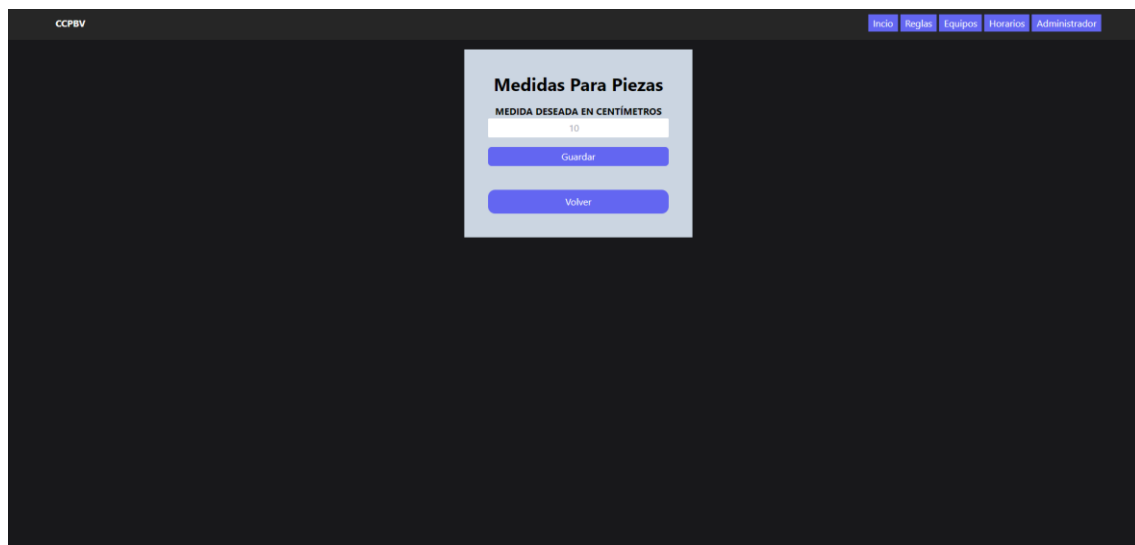 CCPBV
Incio Reglas Equipos Horarios Administrador
Medidas Para Piezas
MEDIDA DESEADA EN CENTÍMETROS
10
Guardar
Volver